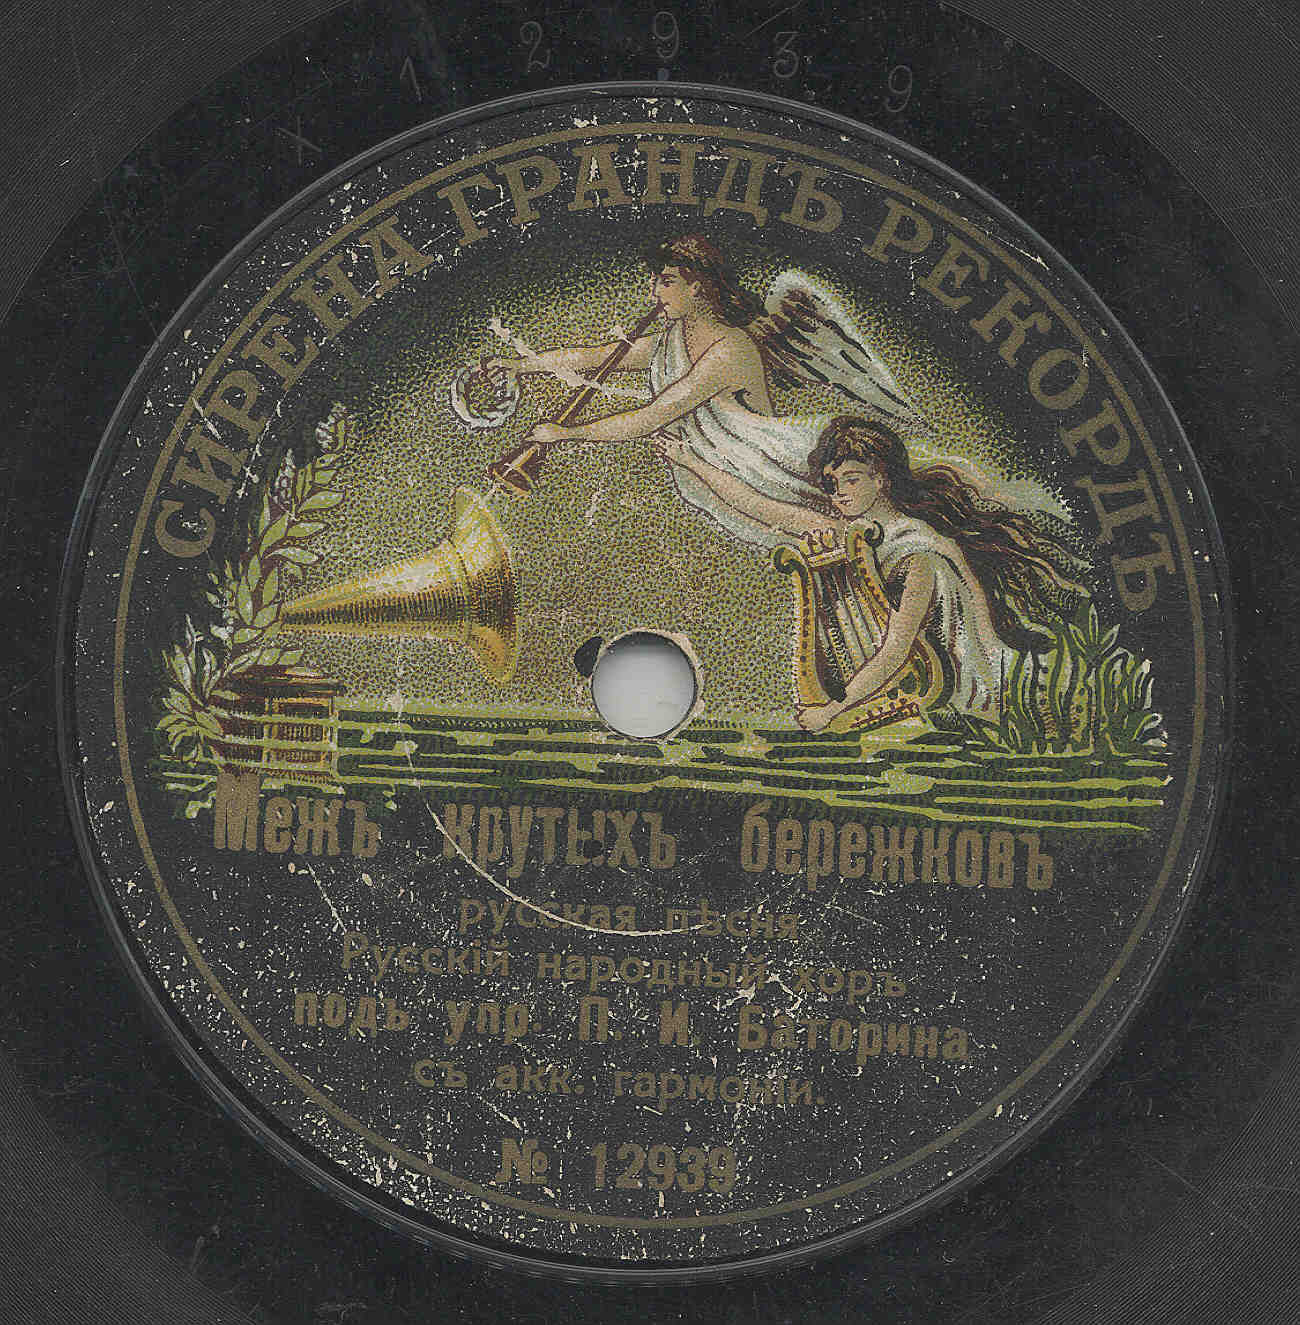 X 1 2 9 3 9
СИРЕНА ГРАНДЪ РЕКОРДЪ
Межъ крутыхъ бережковъ
русская пѣсня
Русскій народный хоръ
подъ упр. П. И. Баторина
съ акк. гармоніи.
№ 12939